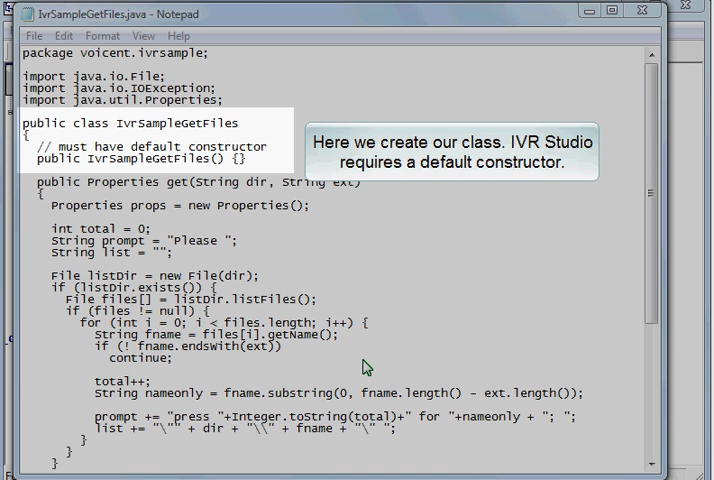 IvrSampleGetFiles.java - Notepad
File Edit Format View Help
package voicent.ivrsample;
import java.io.File;
import java.io.IOException;
import java.util.Properties;
public class IvrSampleGetFiles
{
// must have default constructor
public IvrSampleGetFiles() {}
Here we create our class. IVR Studio
requires a default constructor.
public Properties get(String dir, String ext)
{
Properties props = new Properties();
int total = 0;
String prompt = "Please ";
String list = "";
File listDir = new File(dir);
if (listDir.exists()) {
File files[] = listDir.listFiles();
if (files != null) {
for (int i = 0; i < files.length; i++) {
String fname = files[i].getName();
if (! fname.endsWith(ext))
continue;
total++;
String nameonly = fname.substring(0, fname.length() - ext.length());
prompt += "press "+Integer.toString(total)+" for "+nameonly + "; ";
list += "\"" + dir + "\\" + fname + "\" ";
}
}
}